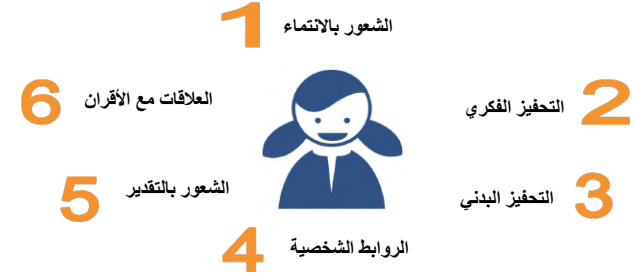 1 الشعور بالانتماء
2 التحفيز الفكري
3 التحفيز البدني
4 الروابط الشخصية
5 الشعور بالتقدير
6 العلاقات مع الأقران